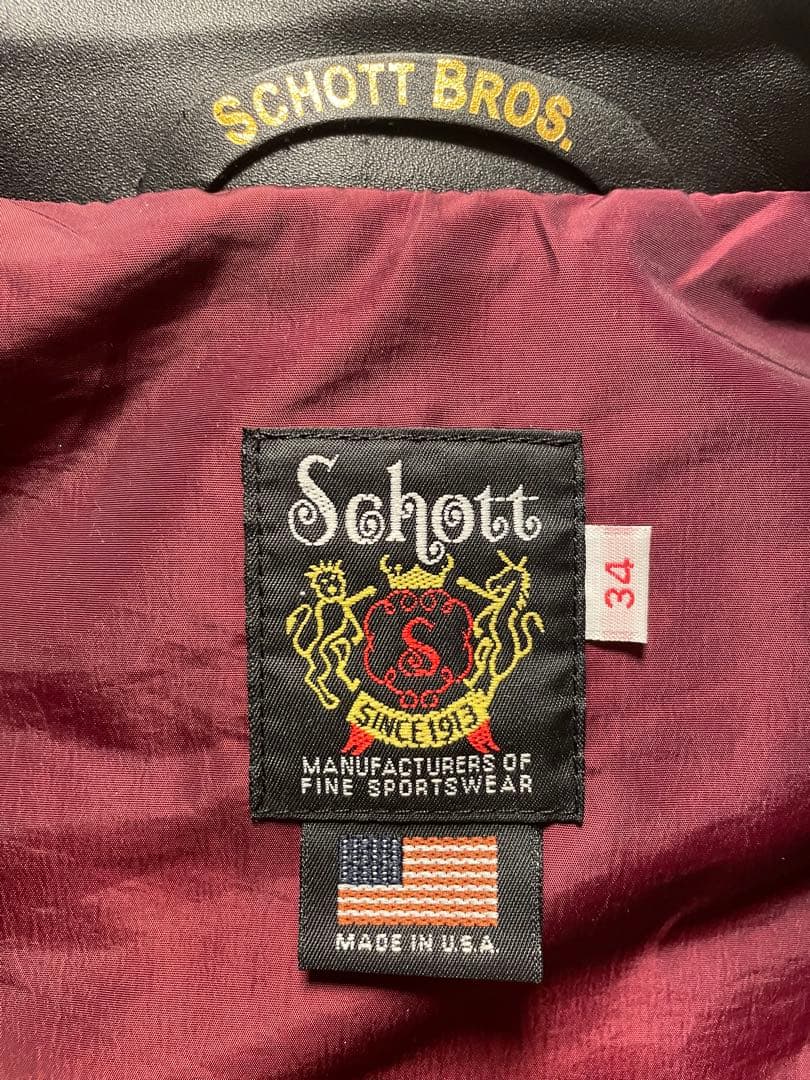 SCHOTT BROS.
Schott
34
S
SINCE 1913
MANUFACTURERS OF
FINE SPORTSWEAR
MADE IN U.S.A.